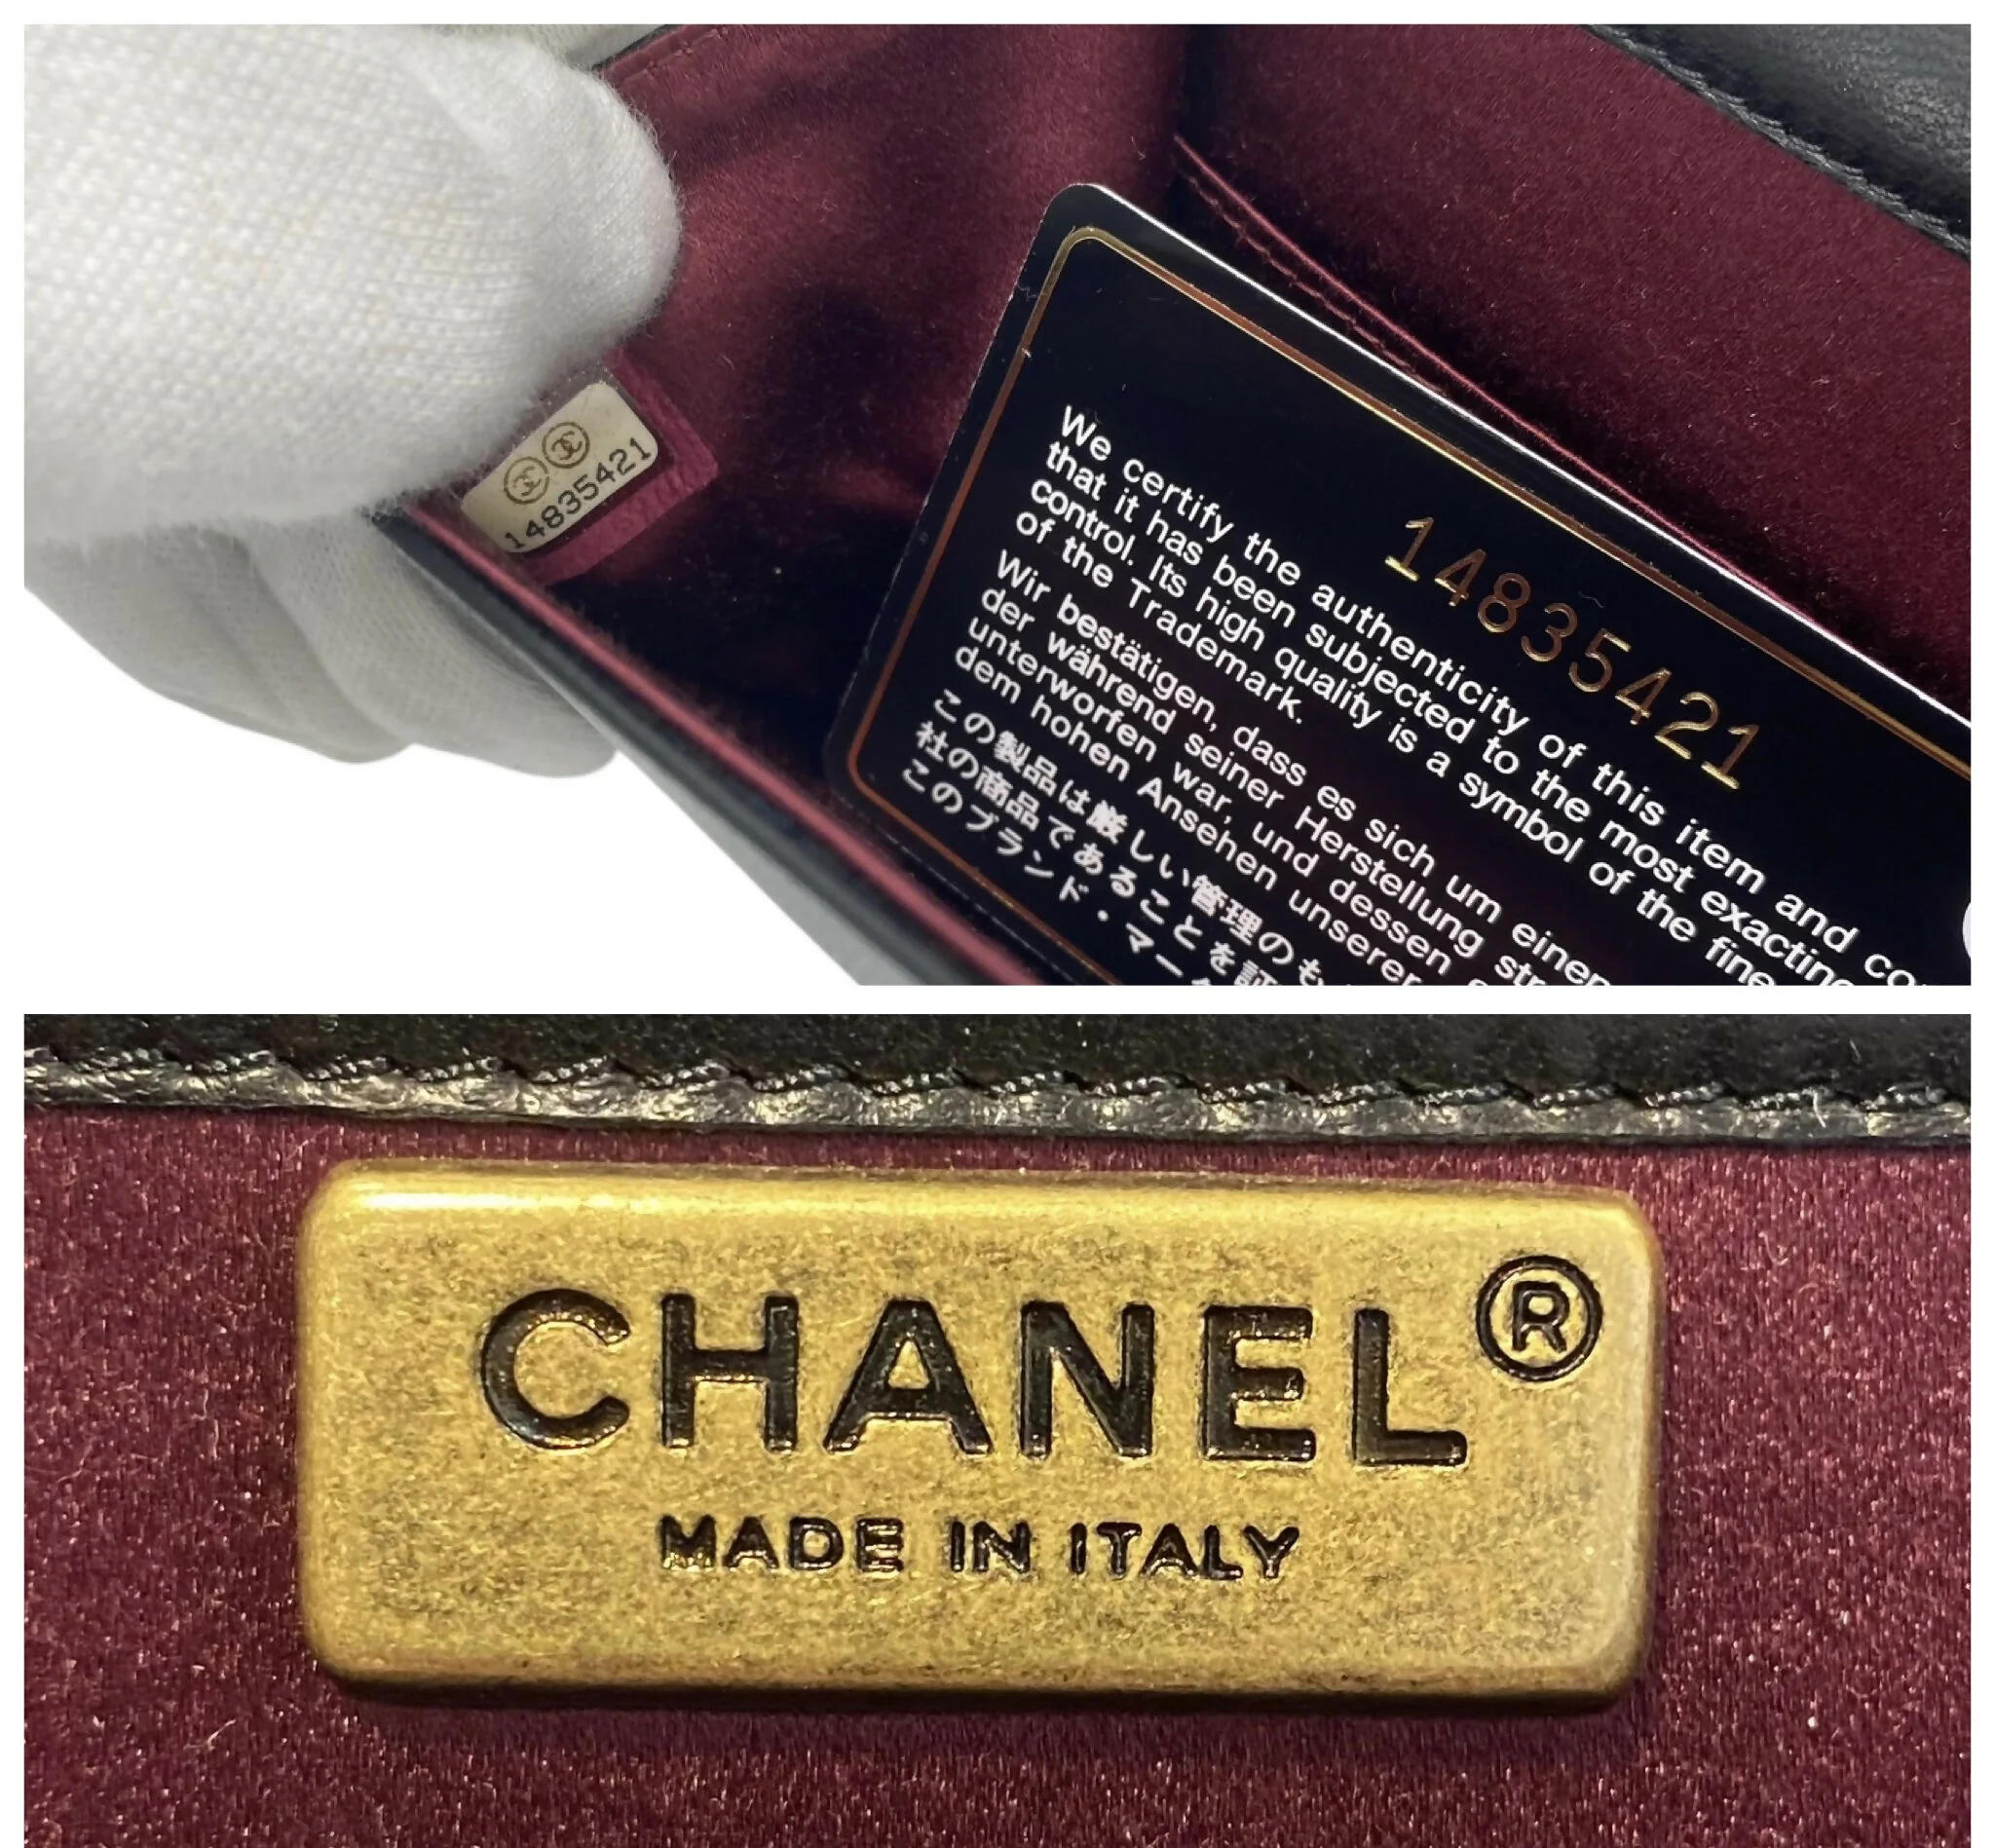 14835421
14835421
We certify the authenticity of this item and
that it has been subjected to the most exacting
control. Its high quality is a symbol of the fine
of the Trademark.
Wir bestätigen, dass es sich um einen
der während seiner Herstellung
unterworfen war, und dessen
dem hohen Ansehen unserer
この製品は厳しい管理のも
社の商品であることを証
このブランド・マーク
CHANEL®
MADE IN ITALY